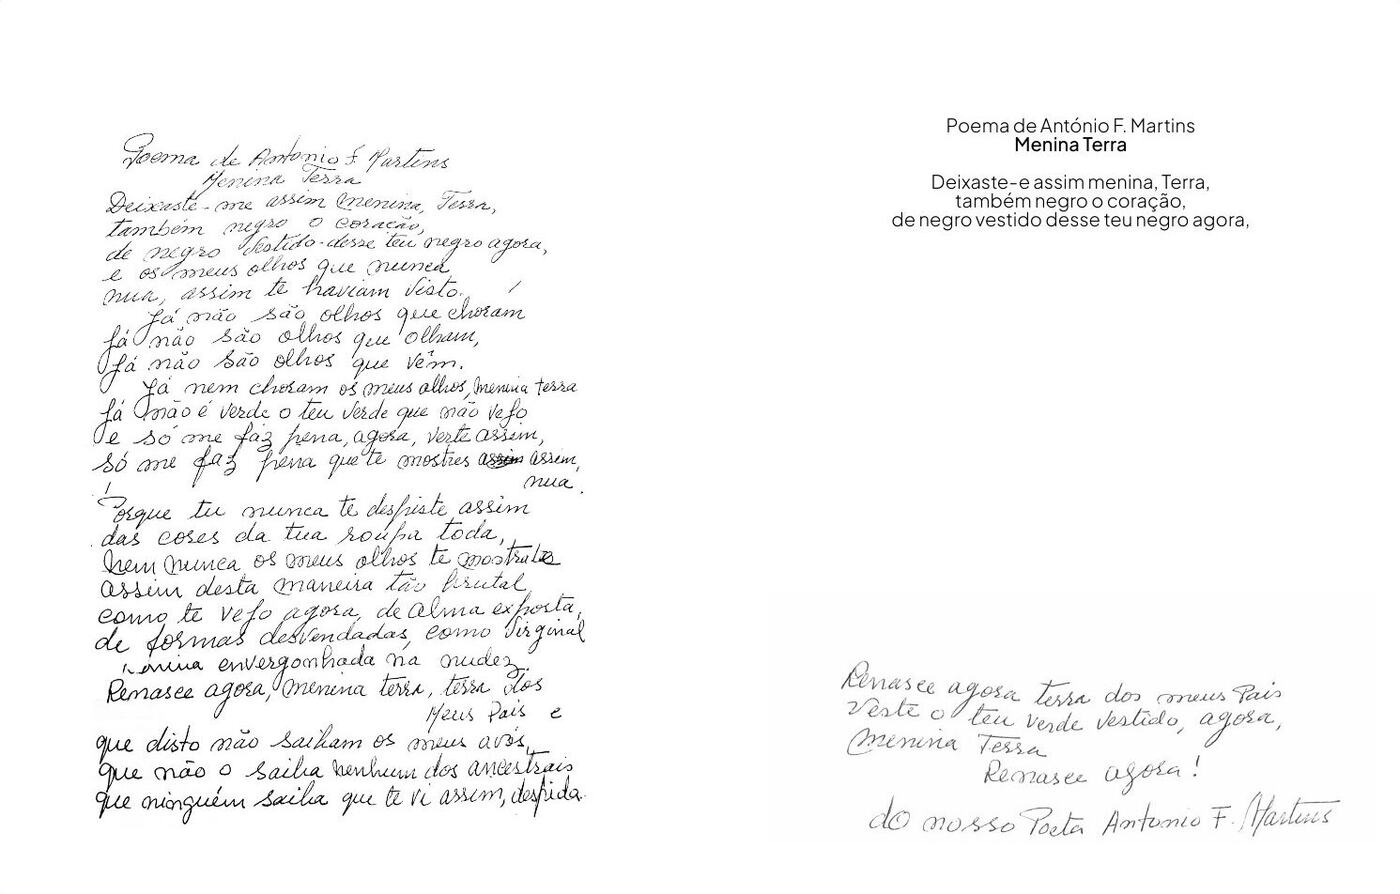 Poema de Antonio F. Martins
Menina Terra
Deixaste-me assim menina, Terra,
também negro o coração,
de negro vestido desse teu negro agora,
e os meus olhos que nunca
nua, assim te haviam visto.
Já não são olhos que choram
Já não são olhos que olham,
Já não são olhos que vêm.
Já nem choram os meus olhos, menina terra
Já não é verde o teu verde que não vejo
e só me faz pena, agora, verte assim,
só me faz pena que te mostres assim assim,
nua.
Porque tu nunca te despiste assim
das cores da tua roupa toda,
nem nunca os meus olhos te
assim desta maneira tão brutal
como te vejo agora, de alma exposta,
de formas desvendadas, como virginal
menina envergonhada na nudez.
Renasce agora, menina terra, terra dos
Meus Pais e
que disto não saibam os meus avós,
que não o saiba nenhum dos ancestrais
que ninguém saiba que te vi assim, despida.
Poema de António F. Martins
Menina Terra
Deixaste-e assim menina, Terra,
também negro o coração,
de negro vestido desse teu negro agora,
Renasce agora terra dos meus Pais
Veste o teu verde vestido, agora,
Menina Terra
Renasce agora!
do nosso Poeta Antonio F. Martins